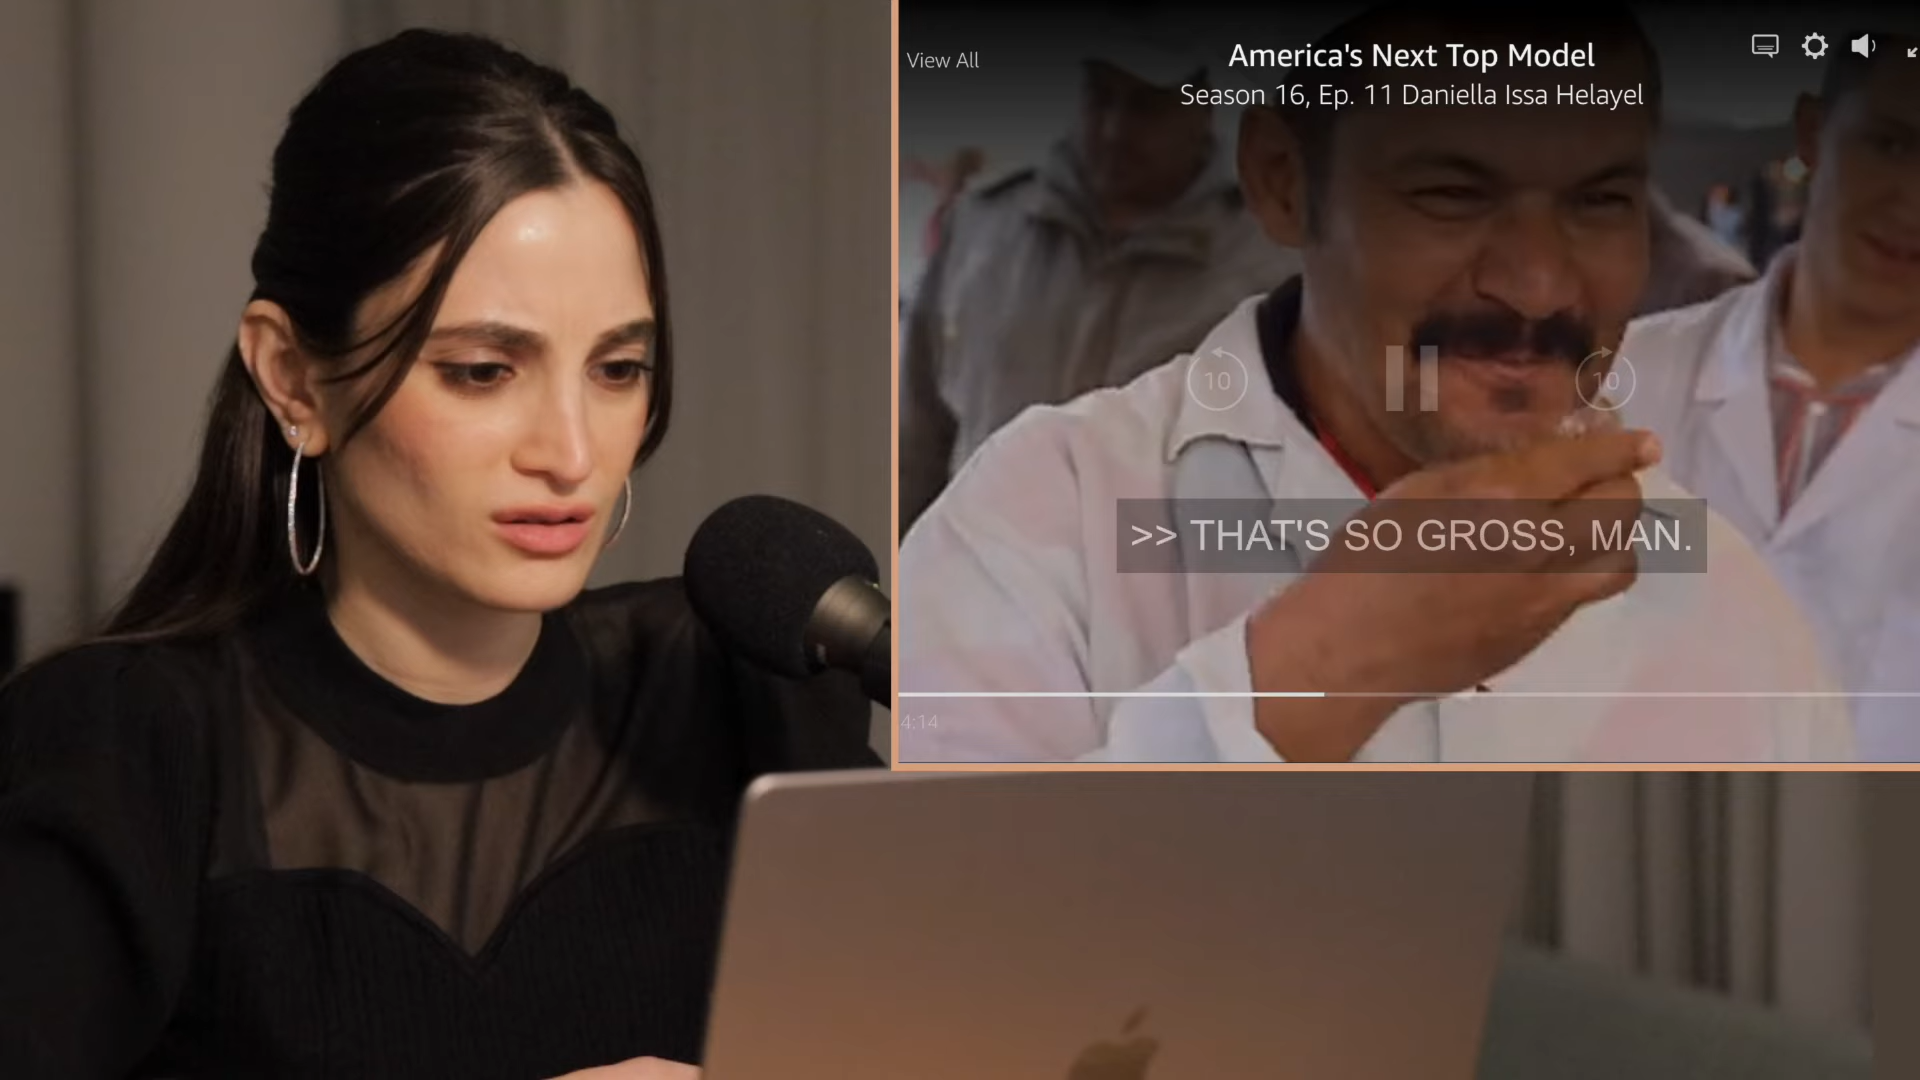 View All
America's Next Top Model
Season 16, Ep. 11 Daniella Issa Helayel
10
10
>> THAT'S SO GROSS, MAN.
4:14